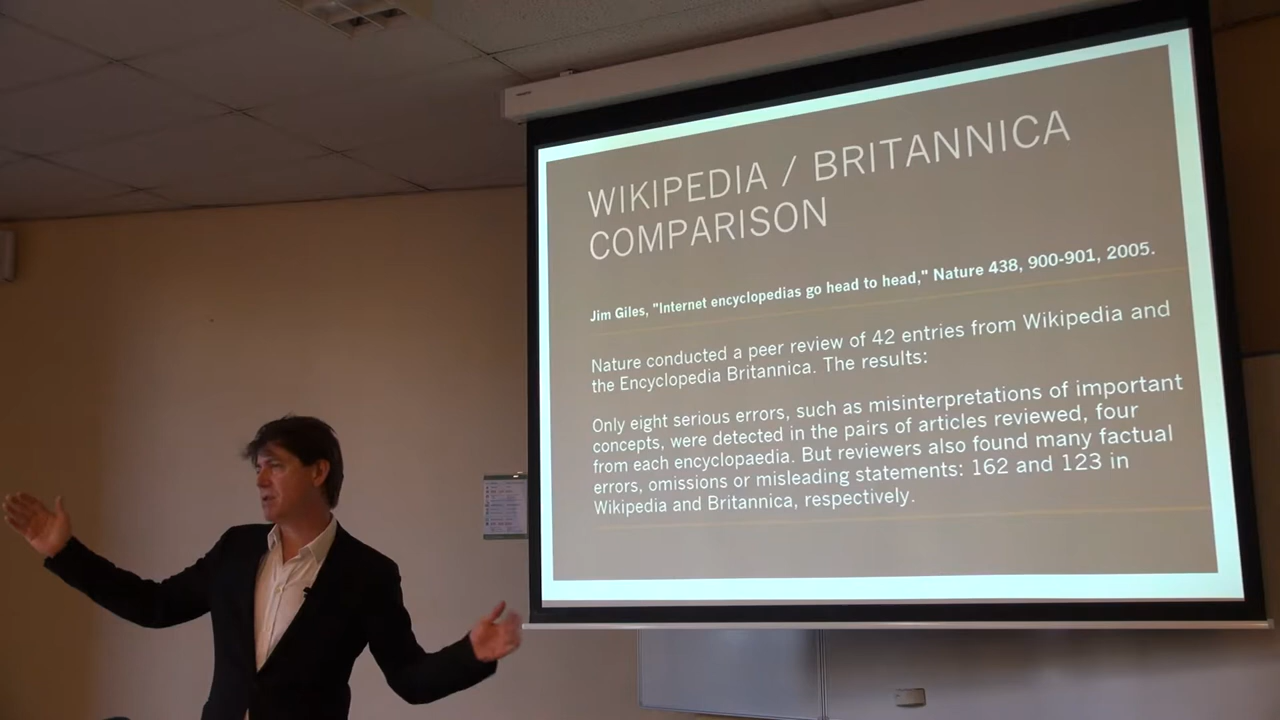 WIKIPEDIA / BRITANNICA
COMPARISON
Jim Giles, "Internet encyclopedias go head to head," Nature 438, 900-901, 2005.
Nature conducted a peer review of 42 entries from Wikipedia and
the Encyclopedia Britannica. The results:
Only eight serious errors, such as misinterpretations of important
concepts, were detected in the pairs of articles reviewed, four
from each encyclopaedia. But reviewers also found many factual
errors, omissions or misleading statements: 162 and 123 in
Wikipedia and Britannica, respectively.